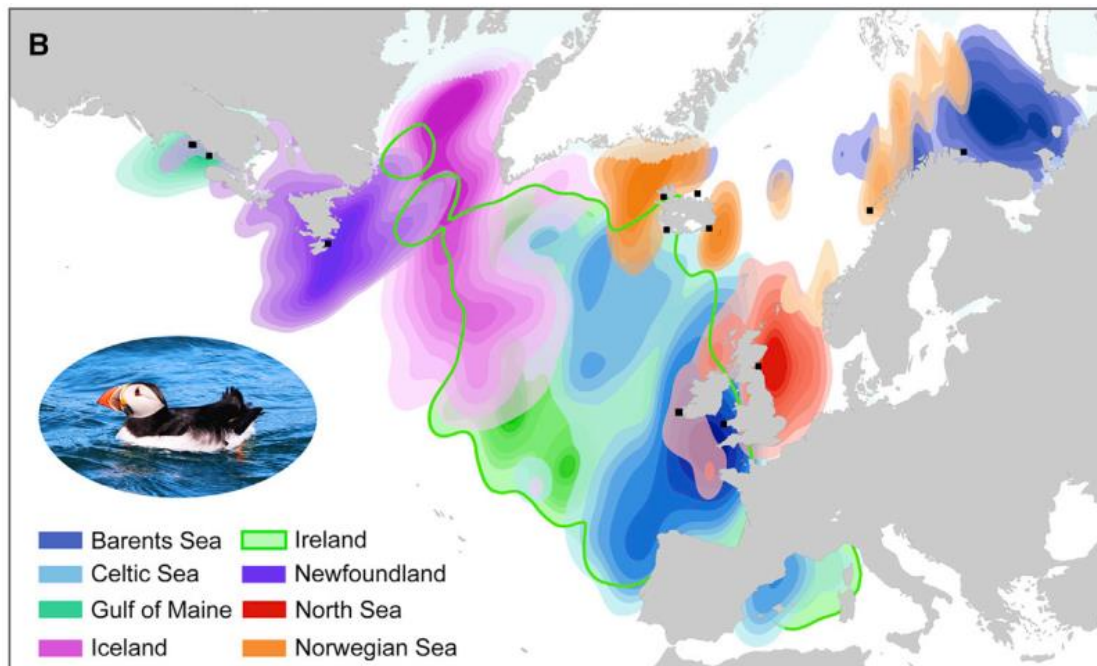 B
Barents Sea
Ireland
Celtic Sea
Newfoundland
Gulf of Maine
North Sea
Iceland
Norwegian Sea